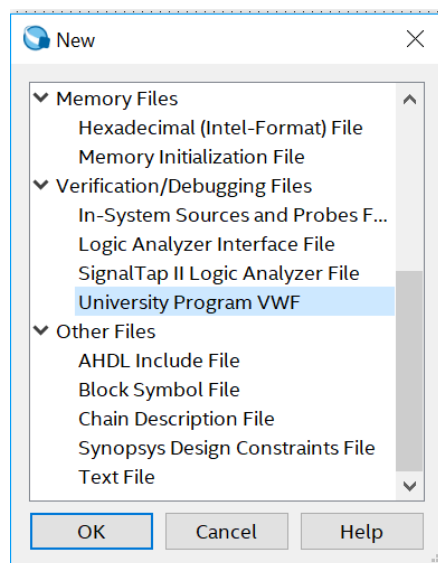 New
Memory Files
Hexadecimal (Intel-Format) File
Memory Initialization File
Verification/Debugging Files
In-System Sources and Probes F...
Logic Analyzer Interface File
SignalTap II Logic Analyzer File
University Program VWF
Other Files
AHDL Include File
Block Symbol File
Chain Description File
Synopsys Design Constraints File
Text File
OK Cancel Help